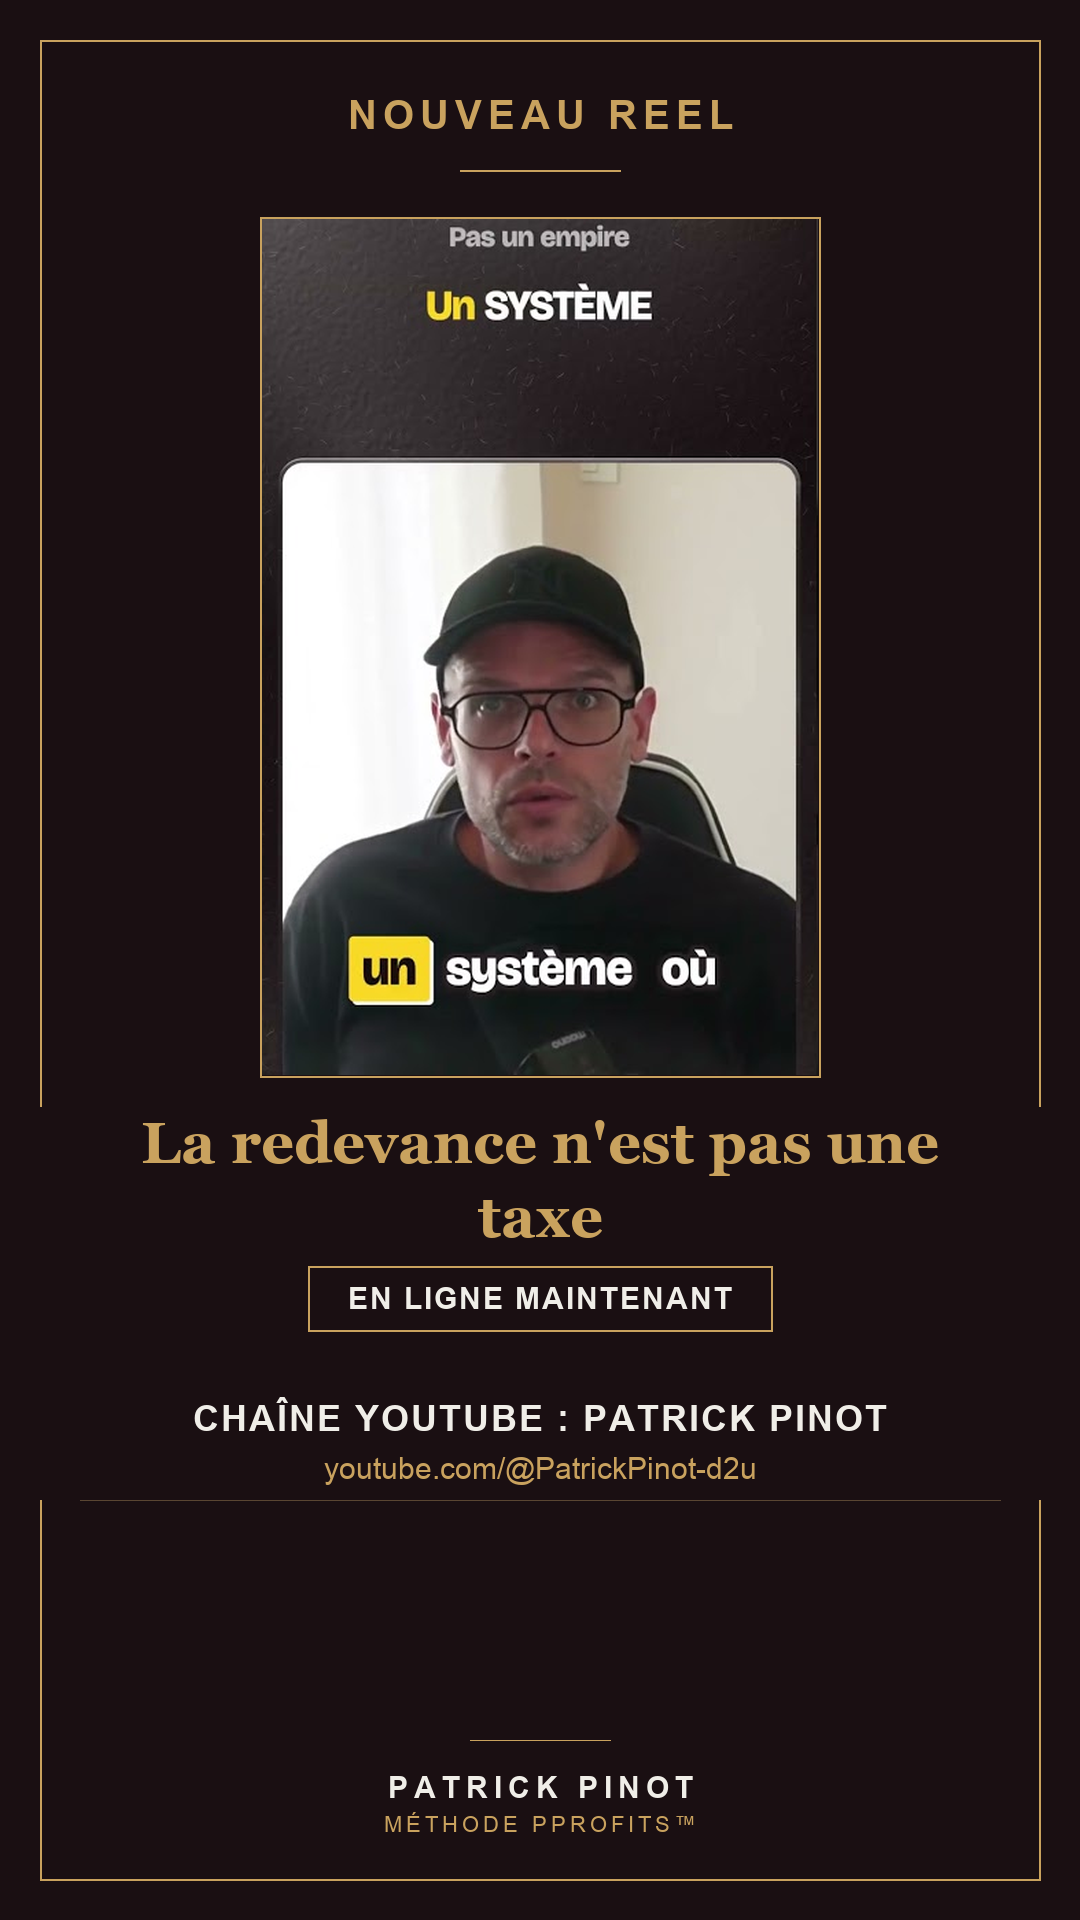 NOUVEAU REEL
Pas un empire
Un SYSTÈME
un système où
La redevance n'est pas une
taxe
EN LIGNE MAINTENANT
CHAÎNE YOUTUBE : PATRICK PINOT
youtube.com/@PatrickPinot-d2u
PATRICK PINOT
MÉTHODE PPROFITS™